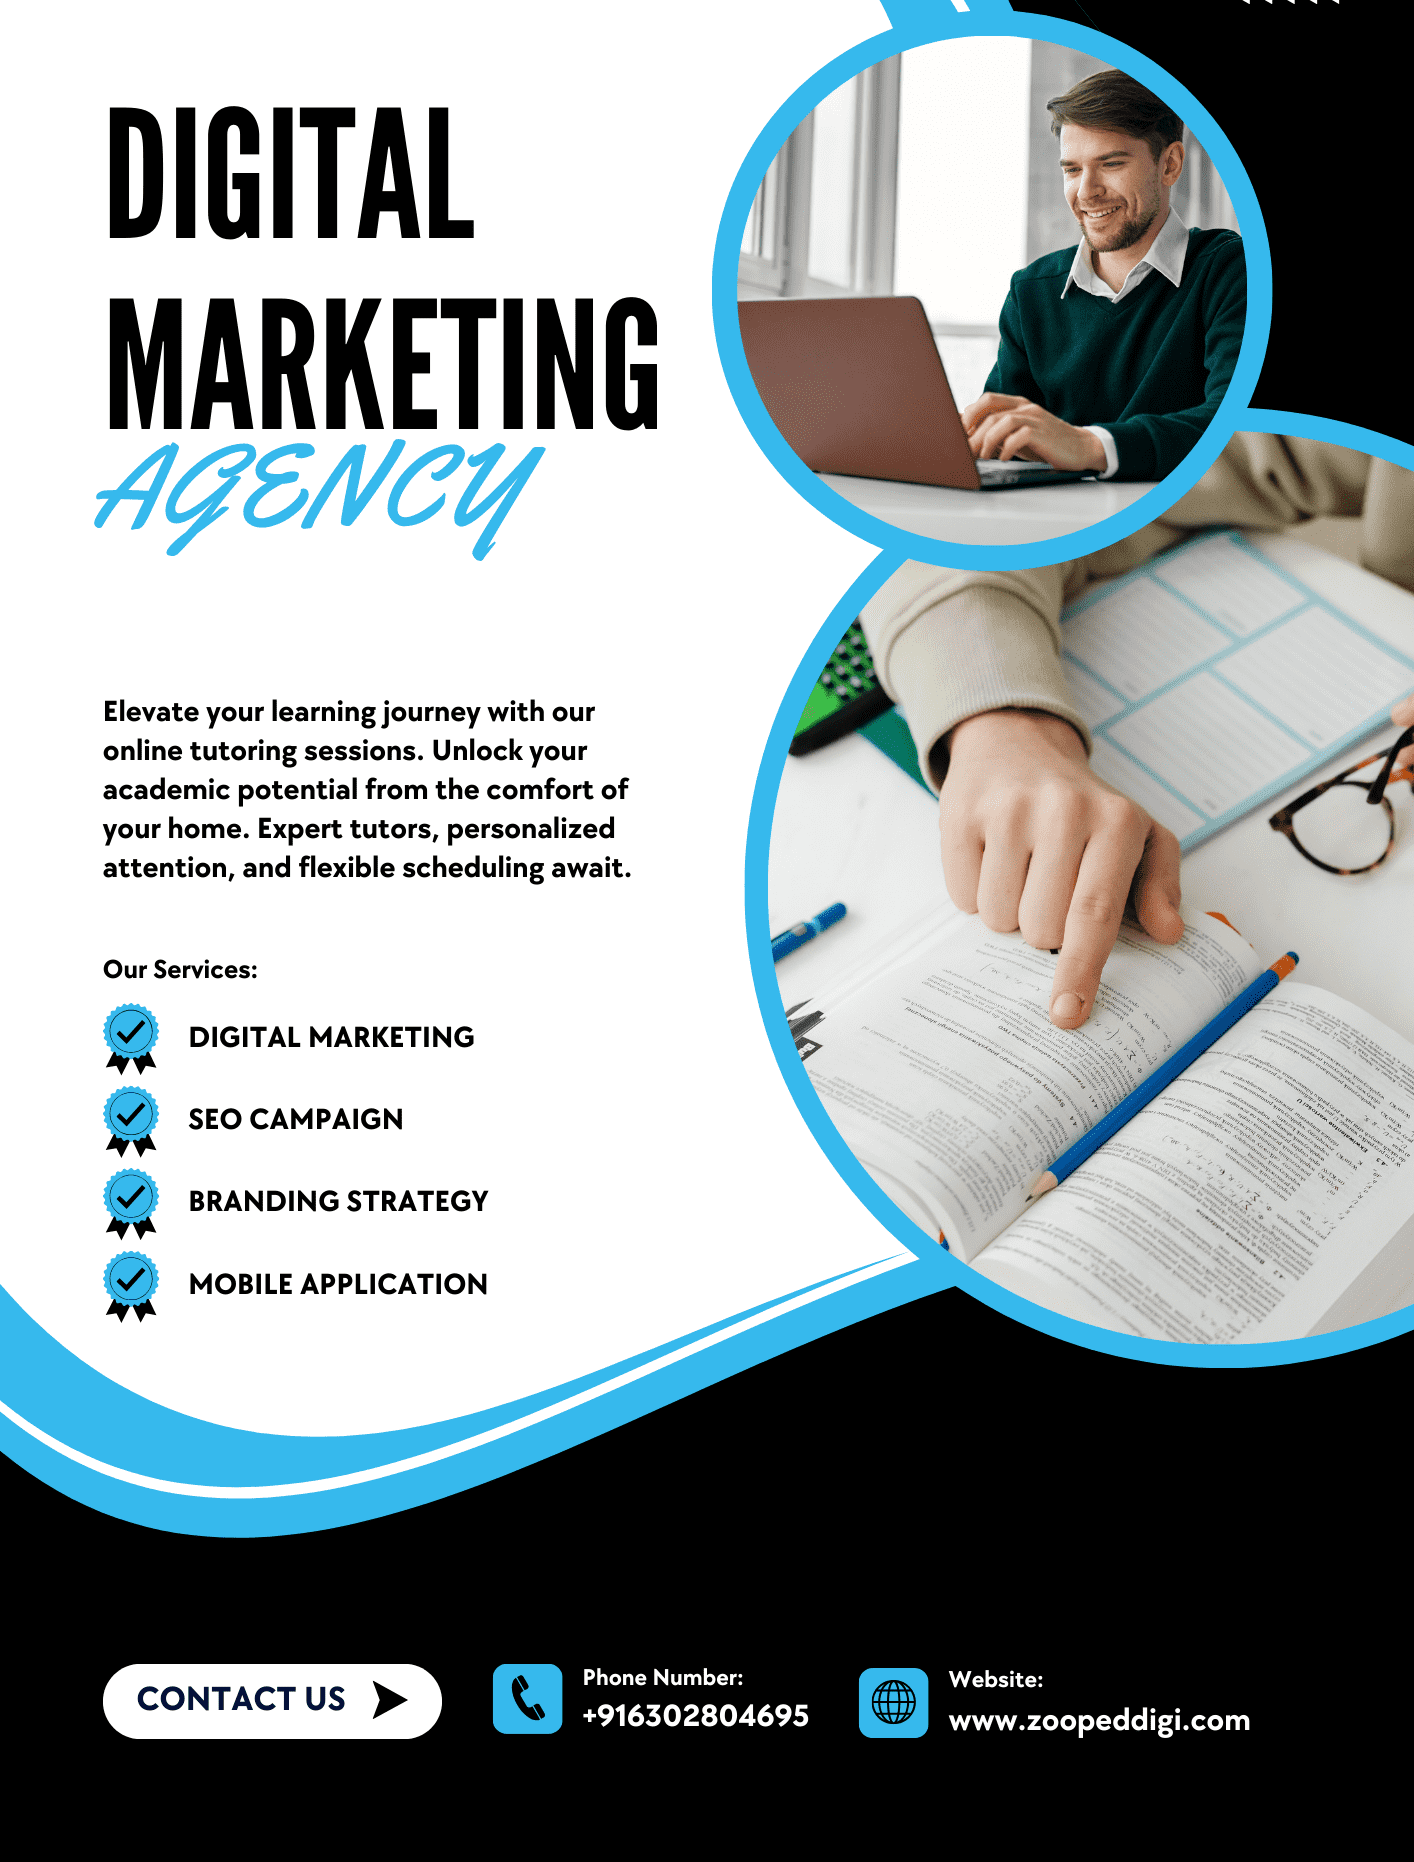 DIGITAL
MARKETING
AGENCY
Elevate your learning journey with our
online tutoring sessions. Unlock your
academic potential from the comfort of
your home. Expert tutors, personalized
attention, and flexible scheduling await.
Our Services:
DIGITAL MARKETING
SEO CAMPAIGN
BRANDING STRATEGY
MOBILE APPLICATION
CONTACT US
Phone Number:
+916302804695
Website:
www.zoopeddigi.com